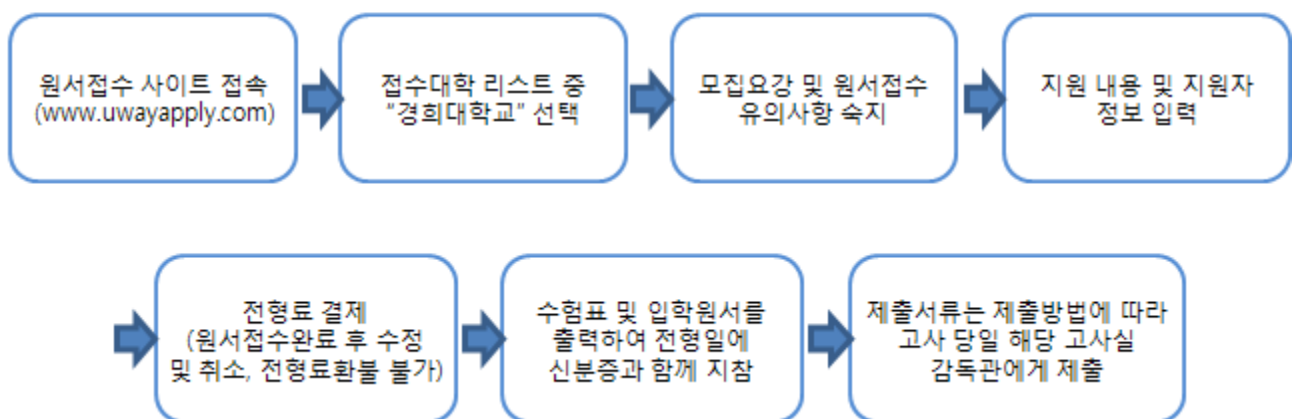 원서접수 사이트 접속
(www.uwayapply.com)
접수대학 리스트 중
"경희대학교" 선택
모집요강 및 원서접수
유의사항 숙지
지원 내용 및 지원자
정보 입력
전형료 결제
(원서접수완료 후 수정
및 취소, 전형료환불 불가)
수험표 및 입학원서를
출력하여 전형일에
신분증과 함께 지참
제출서류는 제출방법에 따라
고사 당일 해당 고사실
감독관에게 제출